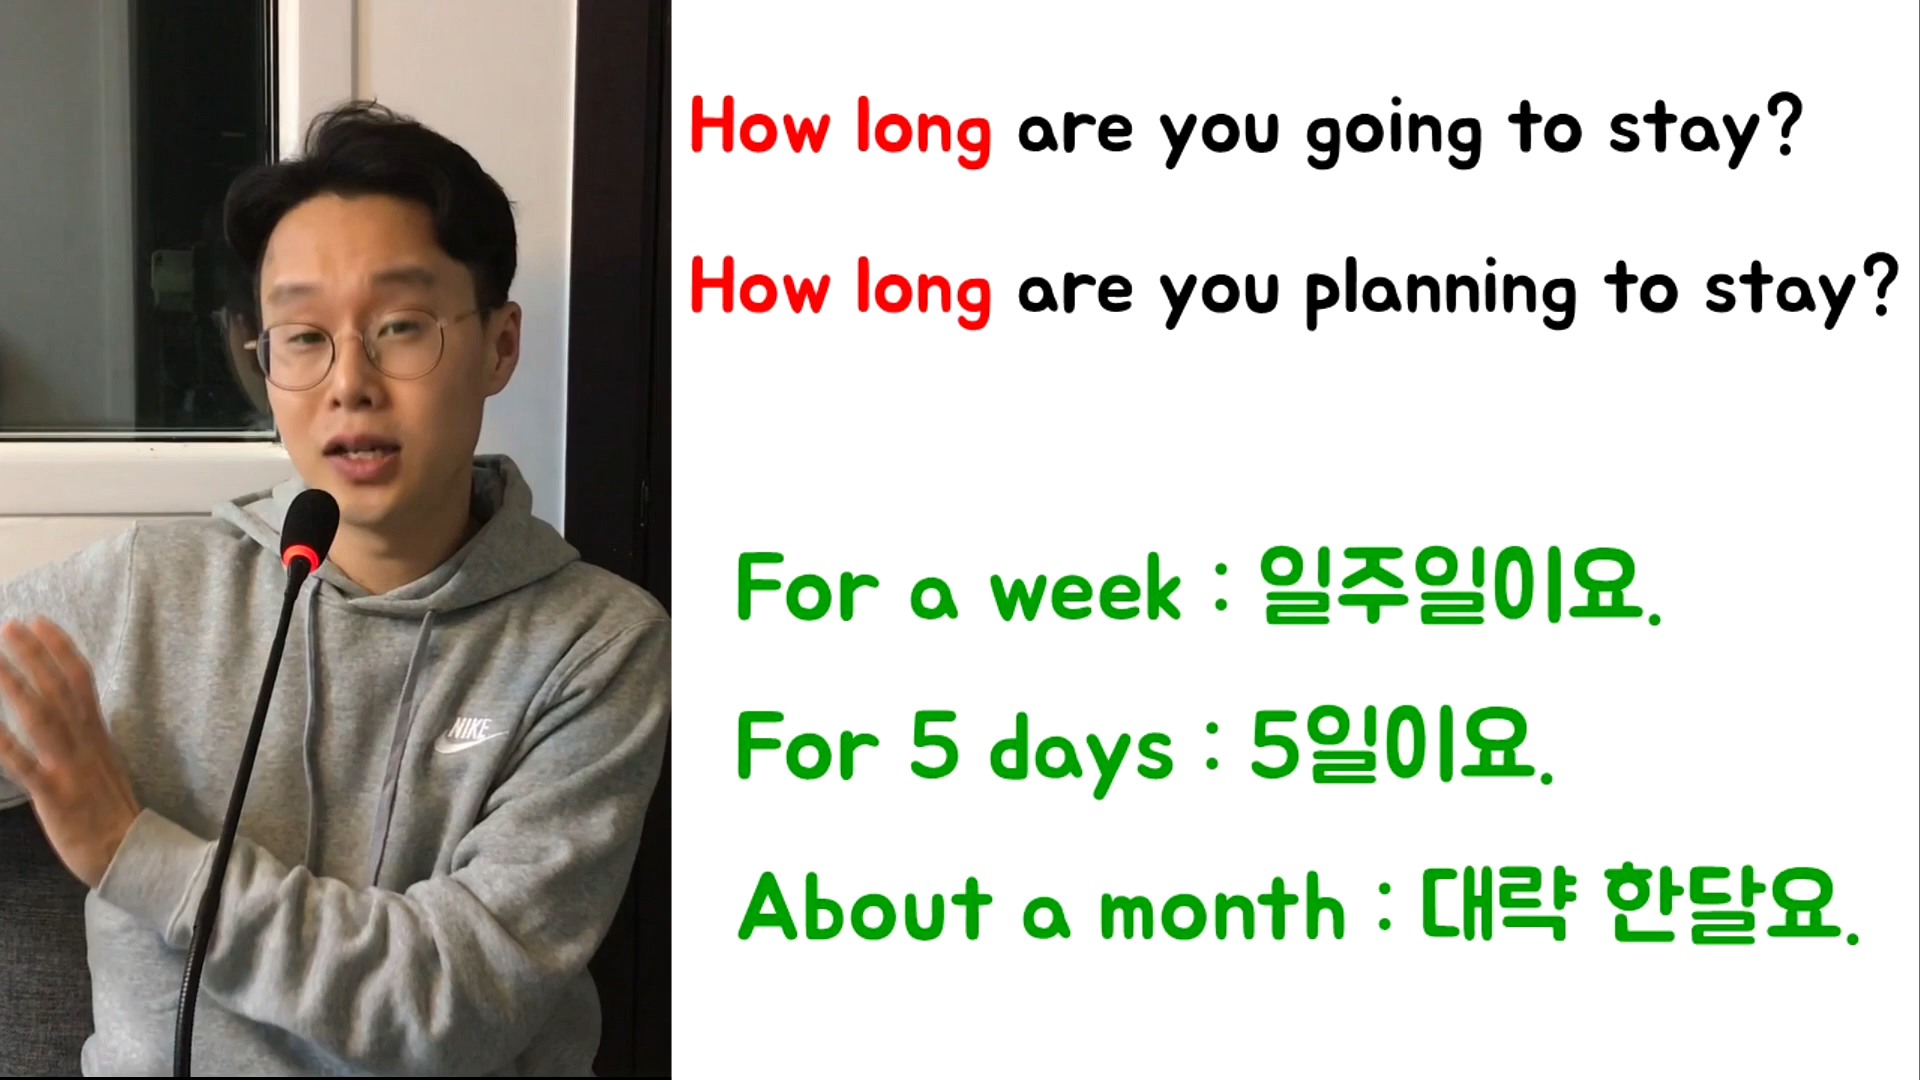 How long are you going to stay?
How long are you planning to stay?
For a week : 일주일이요.
For 5 days : 5일이요.
About a month : 대략 한달요.
NIKE